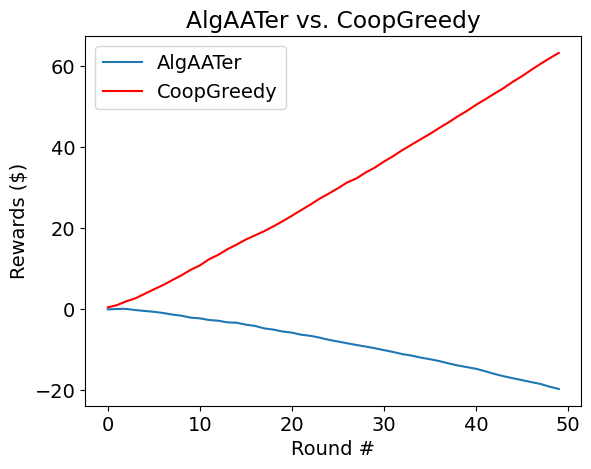 AlgAATer vs. CoopGreedy
AlgAATer
CoopGreedy
Rewards ($)
60
40
20
0
−20
0 10 20 30 40 50
Round #